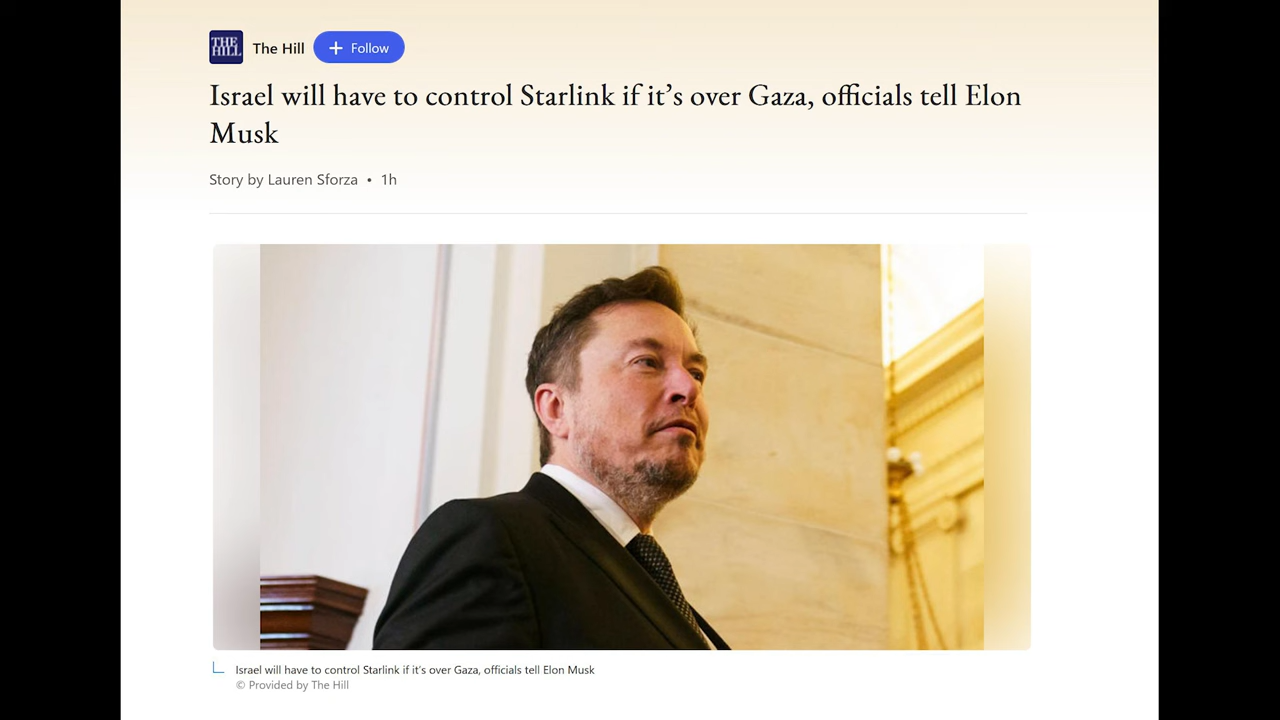 THE
HILL
The Hill
+ Follow
Israel will have to control Starlink if it’s over Gaza, officials tell Elon
Musk
Story by Lauren Sforza • 1h
Israel will have to control Starlink if it's over Gaza, officials tell Elon Musk
© Provided by The Hill